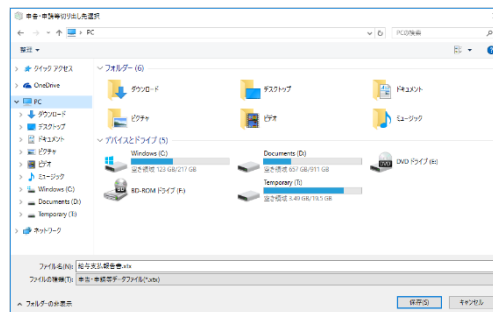 申告・申請等切り出し先選択
PC
PCの検索
整理
クイック アクセス
OneDrive
PC
ダウンロード
デスクトップ
ドキュメント
ピクチャ
ビデオ
ミュージック
Windows (C:)
Documents (D:)
Temporary (T:)
ネットワーク
フォルダー (6)
ダウンロード
デスクトップ
ドキュメント
ピクチャ
ビデオ
ミュージック
デバイスとドライブ (5)
Windows (C:)
空き領域 123 GB/217 GB
Documents (D:)
空き領域 657 GB/911 GB
DVD ドライブ (E:)
BD-ROM ドライブ (F:)
Temporary (T:)
空き領域 3.49 GB/19.5 GB
ファイル名(N): 給与支払報告書.xtx
ファイルの種類(T): 申告・申請等データファイル(*.xtx)
フォルダーの非表示
保存(S)
キャンセル